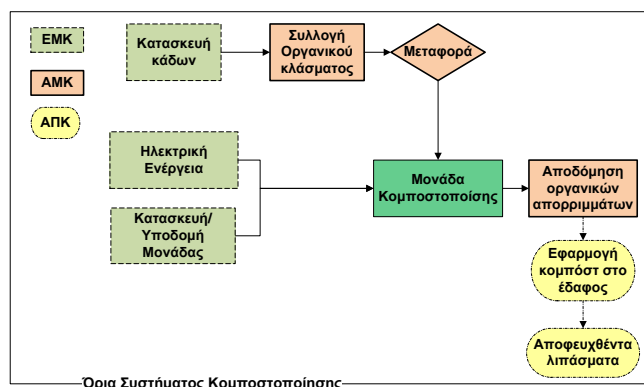 ΕΜΚ
ΑΜΚ
ΑΠΚ
Κατασκευή
κάδων
Συλλογή
Οργανικού
κλάσματος
Μεταφορά
Ηλεκτρική
Ενέργεια
Κατασκευή/
Υποδομή
Μονάδας
Μονάδα
Κομποστοποίσης
Αποδόμηση
οργανικών
απορριμμάτων
Εφαρμογή
κομπόστ στο
έδαφος
Αποφευχθέντα
λιπάσματα
Όρια Συστήματος Κομποστοποίησης